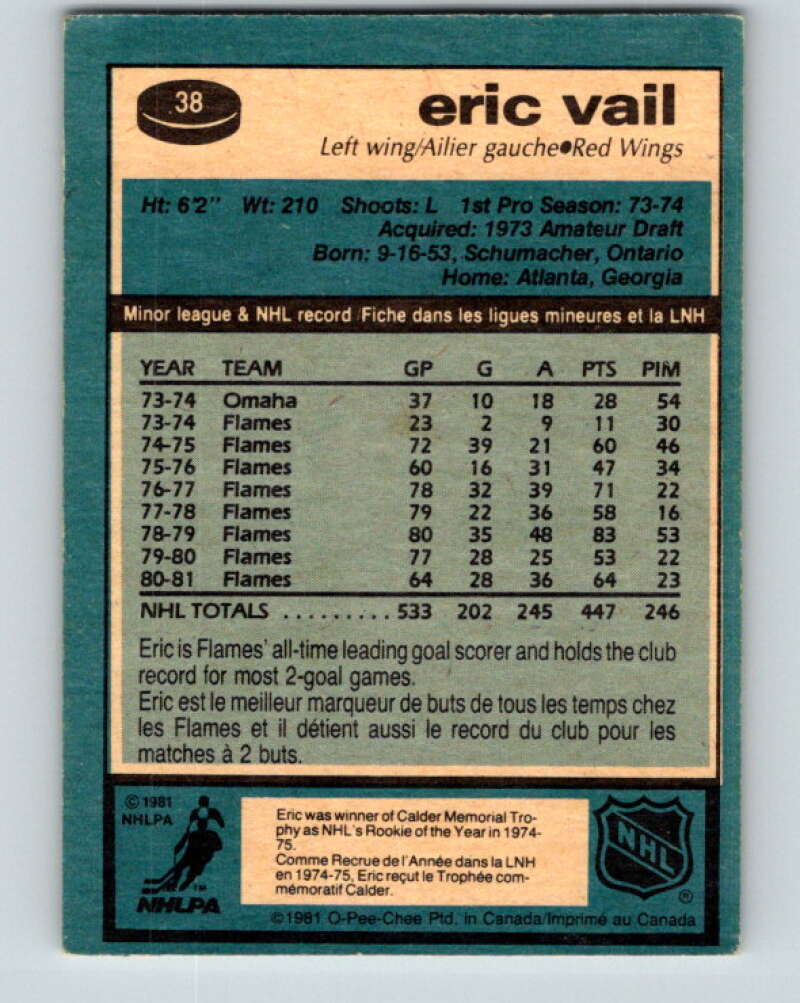 38
eric vail
Left wing/Ailier gauche●Red Wings
Ht: 6'2" Wt: 210 Shoots: L 1st Pro Season: 73-74
Acquired: 1973 Amateur Draft
Born: 9-16-53, Schumacher, Ontario
Home: Atlanta, Georgia
Minor league & NHL record/Fiche dans les ligues mineures et la LNH
YEAR TEAM GP G A PTS PIM
73-74 Omaha 37 10 18 28 54
73-74 Flames 23 2 9 11 30
74-75 Flames 72 39 21 60 46
75-76 Flames 60 16 31 47 34
76-77 Flames 78 32 39 71 22
77-78 Flames 79 22 36 58 16
78-79 Flames 80 35 48 83 53
79-80 Flames 77 28 25 53 22
80-81 Flames 64 28 36 64 23
NHL TOTALS .......... 533 202 245 447 246
Eric is Flames' all-time leading goal scorer and holds the club
record for most 2-goal games.
Eric est le meilleur marqueur de buts de tous les temps chez
les Flames et il détient aussi le record du club pour les
matches à 2 buts.
© 1981
NHLPA
NHLPA
TM
Eric was winner of Calder Memorial Tro-
phy as NHL's Rookie of the Year in 1974-
75.
Comme Recrue de l'Année dans la LNH
en 1974-75, Eric reçut le Trophée com-
mémoratif Calder.
NHL
®
©1981 O-Pee-Chee Ptd. in Canada/Imprimé au Canada